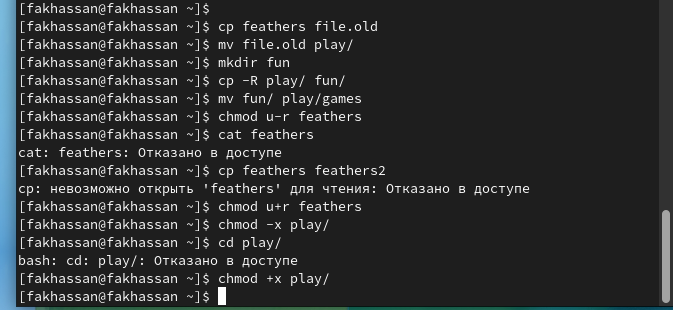 [fakhassan@fakhassan ~]$
[fakhassan@fakhassan ~]$ cp feathers file.old
[fakhassan@fakhassan ~]$ mv file.old play/
[fakhassan@fakhassan ~]$ mkdir fun
[fakhassan@fakhassan ~]$ cp -R play/ fun/
[fakhassan@fakhassan ~]$ mv fun/ play/games
[fakhassan@fakhassan ~]$ chmod u-r feathers
[fakhassan@fakhassan ~]$ cat feathers
cat: feathers: Отказано в доступе
[fakhassan@fakhassan ~]$ cp feathers feathers2
cp: невозможно открыть 'feathers' для чтения: Отказано в доступе
[fakhassan@fakhassan ~]$ chmod u+r feathers
[fakhassan@fakhassan ~]$ chmod -x play/
[fakhassan@fakhassan ~]$ cd play/
bash: cd: play/: Отказано в доступе
[fakhassan@fakhassan ~]$ chmod +x play/
[fakhassan@fakhassan ~]$